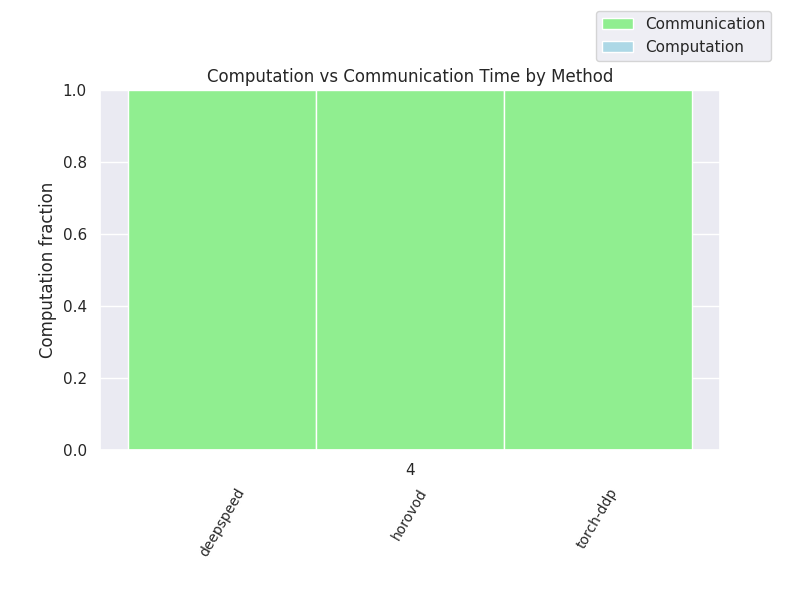 Communication
Computation
Computation vs Communication Time by Method
Computation fraction
1.0
0.8
0.6
0.4
0.2
0.0
4
deepspeed
horovod
torch-ddp